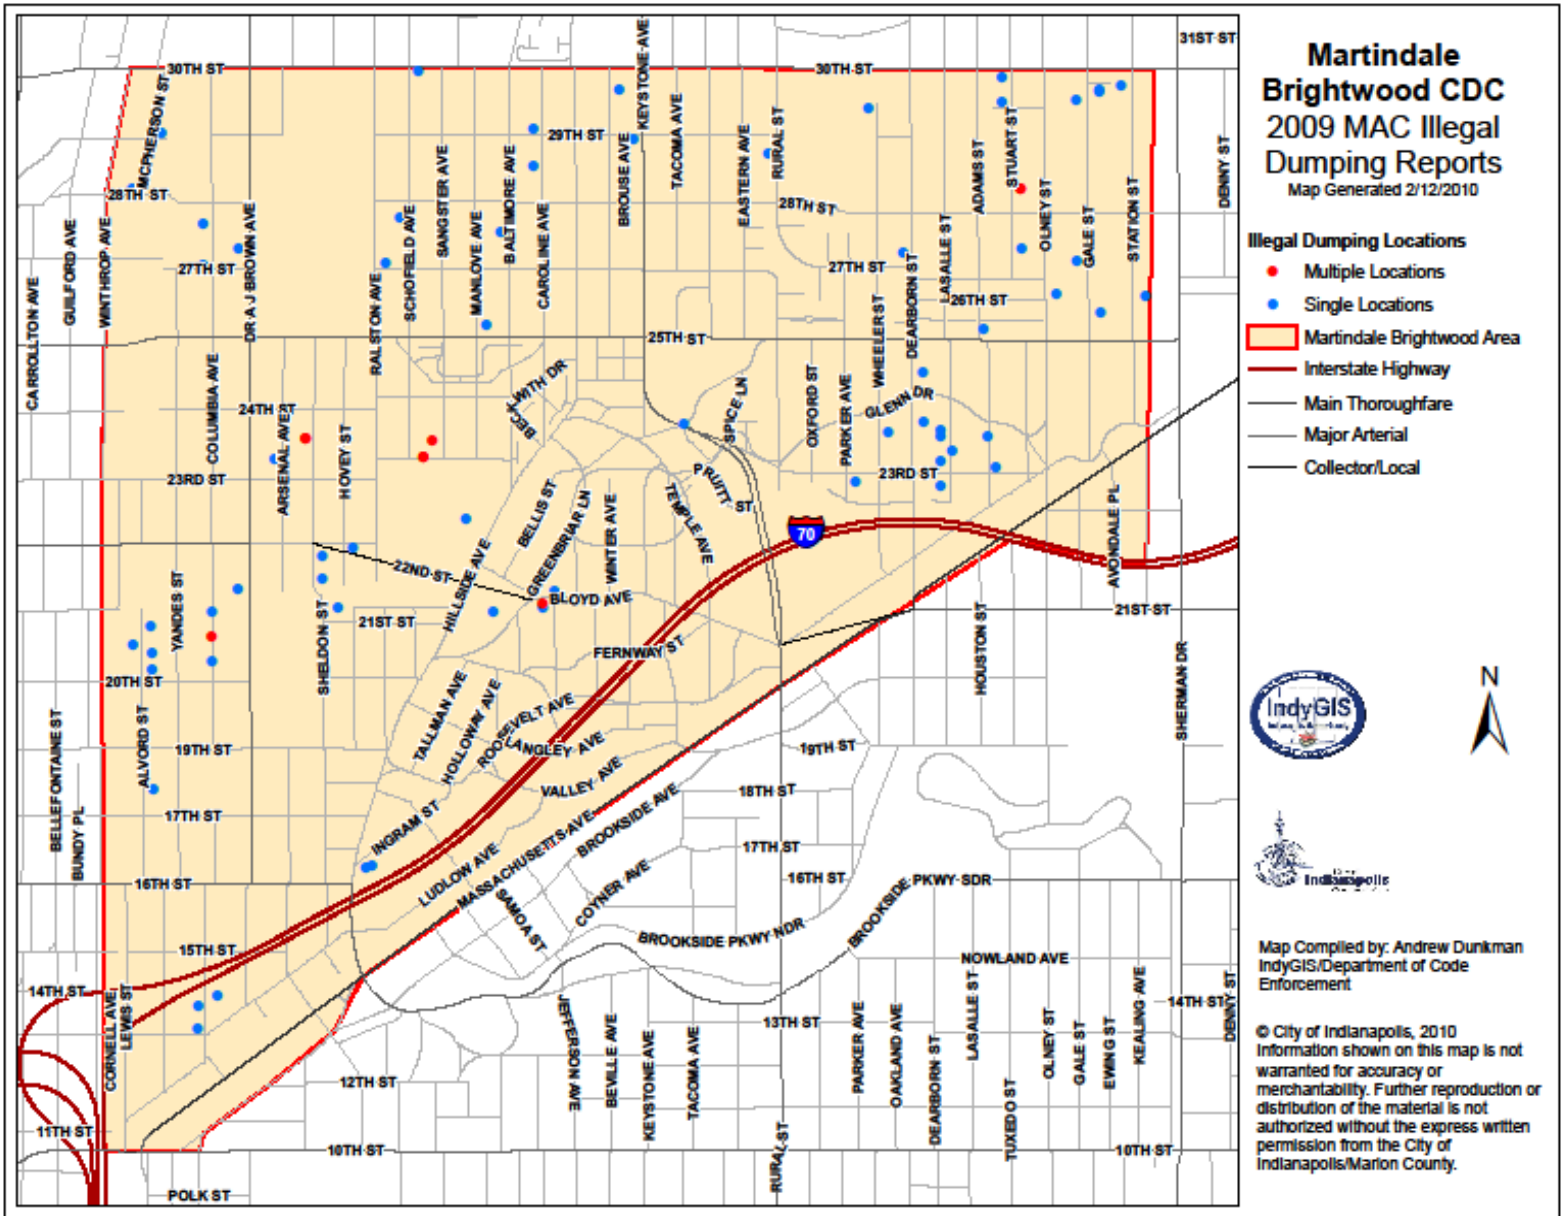 31ST ST
30TH ST
30TH ST
MCPHERSON ST
KEYSTONE AVE
29TH ST
BROUSE AVE
TACOMA AVE
EASTERN AVE
RURAL ST
ADAMS ST
STUART ST
DENNY ST
28TH ST
28TH ST
SANGSTER AVE
BALTIMORE AVE
OLNEY ST
GALE ST
STATION ST
GUILFORD AVE
WINTHROP AVE
DR A J BROWN AVE
SCHOFIELD AVE
MANLOVE AVE
CAROLINE AVE
LASALLE ST
27TH ST
27TH ST
DEARBORN ST
26TH ST
CARROLLTON AVE
RALSTON AVE
WHEELER ST
25TH ST
COLUMBIA AVE
BECKWITH DR
SPICE LN
OXFORD ST
PARKER AVE
GLENN DR
24TH ST
ARSENAL AVE
HOVEY ST
23RD ST
23RD ST
PRUITT ST
BELLIS ST
GREENBRIAR LN
WINTER AVE
TEMPLE AVE
70
AVONDALE PL
22ND ST
HILLSIDE AVE
BLOYD AVE
YANDES ST
SHELDON ST
21ST ST
21ST ST
FERNWAY ST
HOUSTON ST
SHERMAN DR
20TH ST
TALLMAN AVE
HOLLOWAY AVE
ROOSEVELT AVE
LANGLEY AVE
BELLEFONTAINE ST
ALVORD ST
19TH ST
19TH ST
VALLEY AVE
18TH ST
BUNDY PL
17TH ST
INGRAM ST
MASSACHUSETTS AVE
BROOKSIDE AVE
17TH ST
LUDLOW AVE
16TH ST
16TH ST
SAMOA ST
COYNER AVE
BROOKSIDE PKWY SDR
BROOKSIDE PKWY NDR
15TH ST
NOWLAND AVE
14TH ST
14TH ST
CORNELL AVE
LEWIS ST
JEFFERSON AVE
BEVILLE AVE
KEYSTONE AVE
TACOMA AVE
13TH ST
PARKER AVE
OAKLAND AVE
DEARBORN ST
LASALLE ST
TUXEDO ST
OLNEY ST
GALE ST
EWING ST
KEALING AVE
DENNY ST
12TH ST
11TH ST
10TH ST
RURAL ST
10TH ST
POLK ST
Martindale
Brightwood CDC
2009 MAC Illegal
Dumping Reports
Map Generated 2/12/2010
Illegal Dumping Locations
Multiple Locations
Single Locations
Martindale Brightwood Area
Interstate Highway
Main Thoroughfare
Major Arterial
Collector/Local
N
IndyGIS
Indianapolis
Map Compiled by: Andrew Dunkman
IndyGIS/Department of Code
Enforcement
© City of Indianapolis, 2010
Information shown on this map is not
warranted for accuracy or
merchantability. Further reproduction or
distribution of the material is not
authorized without the express written
permission from the City of
Indianapolis/Marion County.